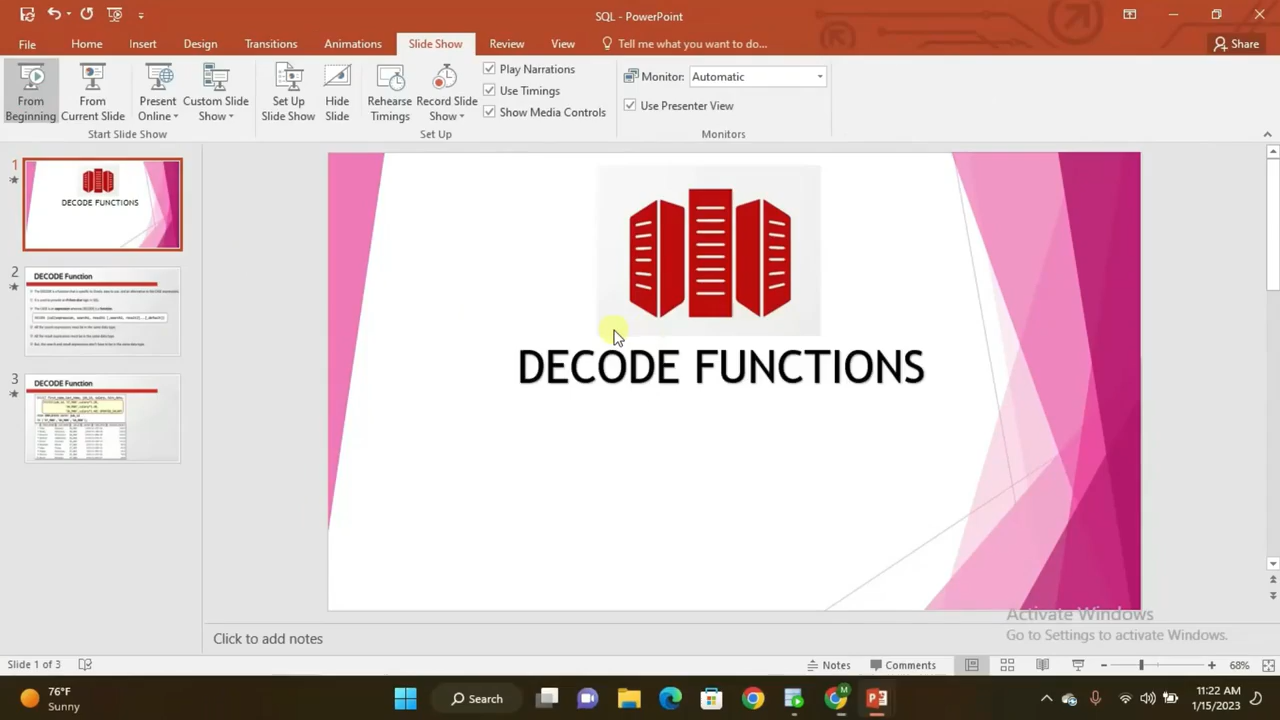 SQL - PowerPoint
File Home Insert Design Transitions Animations Slide Show Review View Tell me what you want to do... Share
From Beginning
From Current Slide
Present Online
Custom Slide Show
Set Up Slide Show
Hide Slide
Rehearse Timings
Record Slide Show
Play Narrations
Use Timings
Show Media Controls
Monitor: Automatic
Use Presenter View
Start Slide Show
Set Up
Monitors
1
DECODE FUNCTIONS
2
DECODE Function
3
DECODE Function
DECODE FUNCTIONS
Activate Windows
Go to Settings to activate Windows.
Click to add notes
Slide 1 of 3
Notes
Comments
68%
76°F
Sunny
Search
11:22 AM
1/15/2023